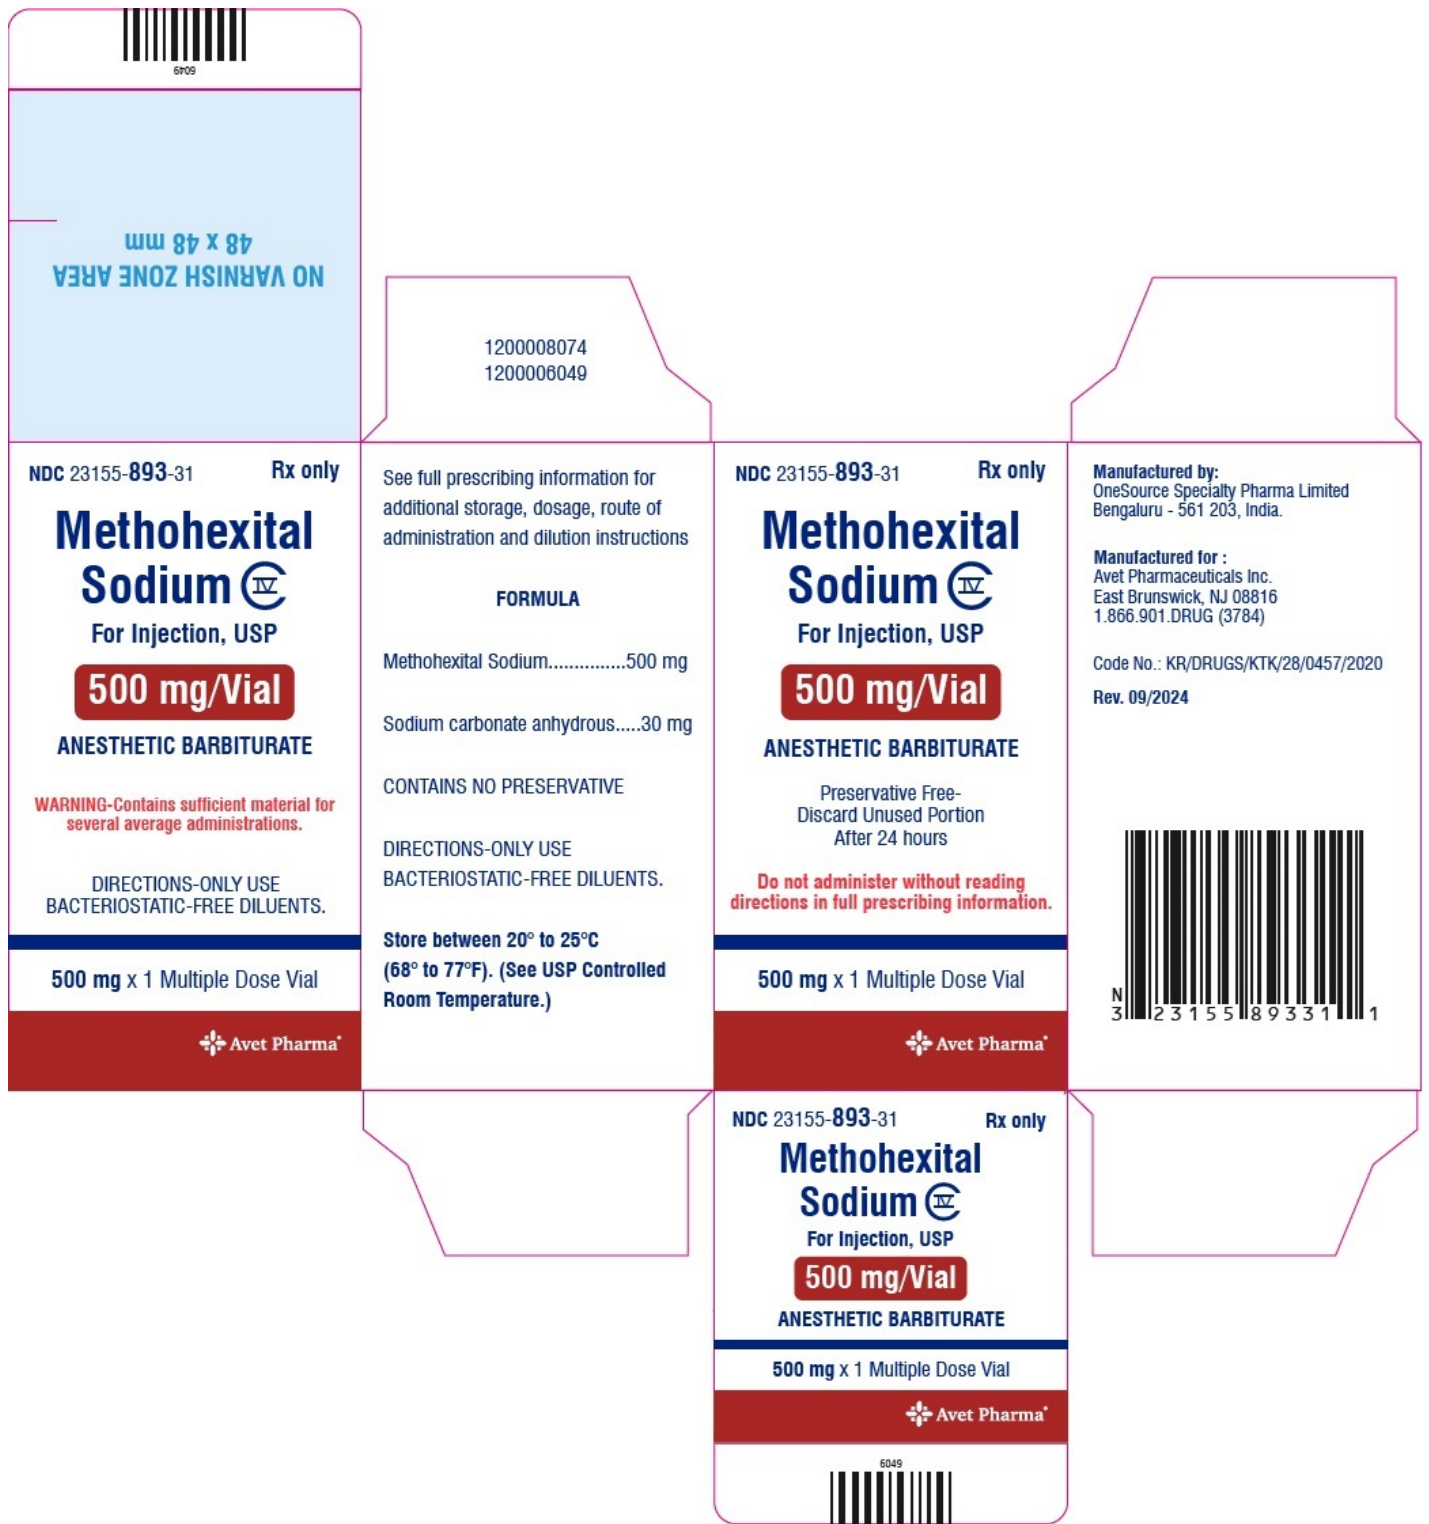 6049
48 x 48 mm
NO VARNISH ZONE AREA
1200008074
1200006049
NDC 23155-893-31 Rx only
Methohexital
Sodium CIV
For Injection, USP
500 mg/Vial
ANESTHETIC BARBITURATE
WARNING-Contains sufficient material for
several average administrations.
DIRECTIONS-ONLY USE
BACTERIOSTATIC-FREE DILUENTS.
500 mg x 1 Multiple Dose Vial
Avet Pharma
See full prescribing information for
additional storage, dosage, route of
administration and dilution instructions
FORMULA
Methohexital Sodium...............500 mg
Sodium carbonate anhydrous.....30 mg
CONTAINS NO PRESERVATIVE
DIRECTIONS-ONLY USE
BACTERIOSTATIC-FREE DILUENTS.
Store between 20° to 25°C
(68° to 77°F). (See USP Controlled
Room Temperature.)
NDC 23155-893-31 Rx only
Methohexital
Sodium CIV
For Injection, USP
500 mg/Vial
ANESTHETIC BARBITURATE
Preservative Free-
Discard Unused Portion
After 24 hours
Do not administer without reading
directions in full prescribing information.
500 mg x 1 Multiple Dose Vial
Avet Pharma
Manufactured by:
OneSource Specialty Pharma Limited
Bengaluru - 561 203, India.
Manufactured for :
Avet Pharmaceuticals Inc.
East Brunswick, NJ 08816
1.866.901.DRUG (3784)
Code No.: KR/DRUGS/KTK/28/0457/2020
Rev. 09/2024
N
3 23155 89331 1
NDC 23155-893-31 Rx only
Methohexital
Sodium CIV
For Injection, USP
500 mg/Vial
ANESTHETIC BARBITURATE
500 mg x 1 Multiple Dose Vial
Avet Pharma
6049